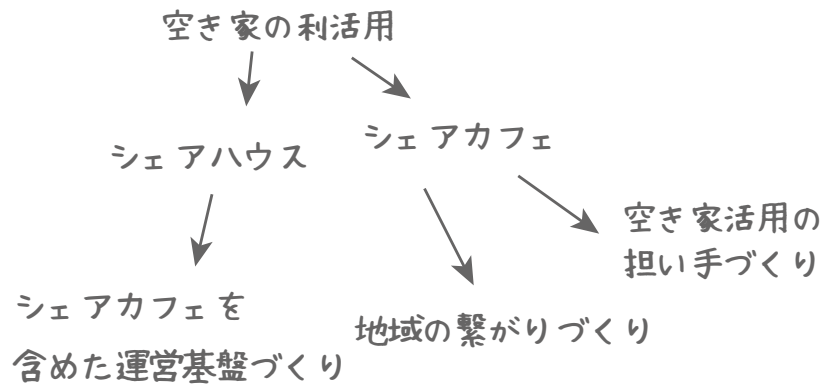 空き家の利活用
シェアハウス
シェアカフェ
空き家活用の
担い手づくり
シェアカフェを
含めた運営基盤づくり
地域の繋がりづくり